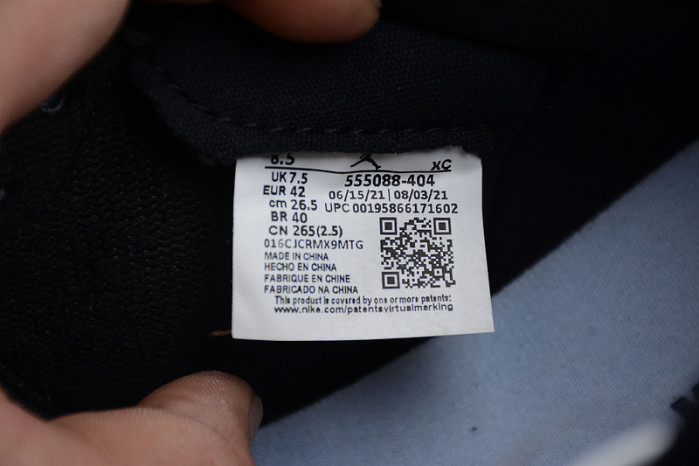 8.5 xC
UK 7.5 555088-404
EUR 42 06/15/21 | 08/03/21
cm 26.5 UPC 00195866171602
BR 40
CN 265(2.5)
016CJCRMX9MTG
MADE IN CHINA
HECHO EN CHINA
FABRIQUE EN CHINE
FABRICADO NA CHINA
This product is covered by one or more patents:
www.nike.com/patentsvirtualmarking